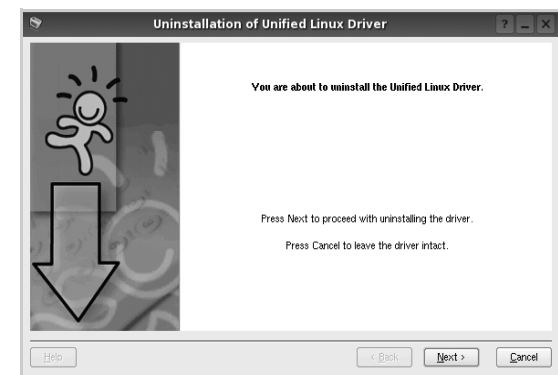 Uninstallation of Unified Linux Driver
?
You are about to uninstall the Unified Linux Driver.
Press Next to proceed with uninstalling the driver.
Press Cancel to leave the driver intact.
Help
< Back
Next >
Cancel